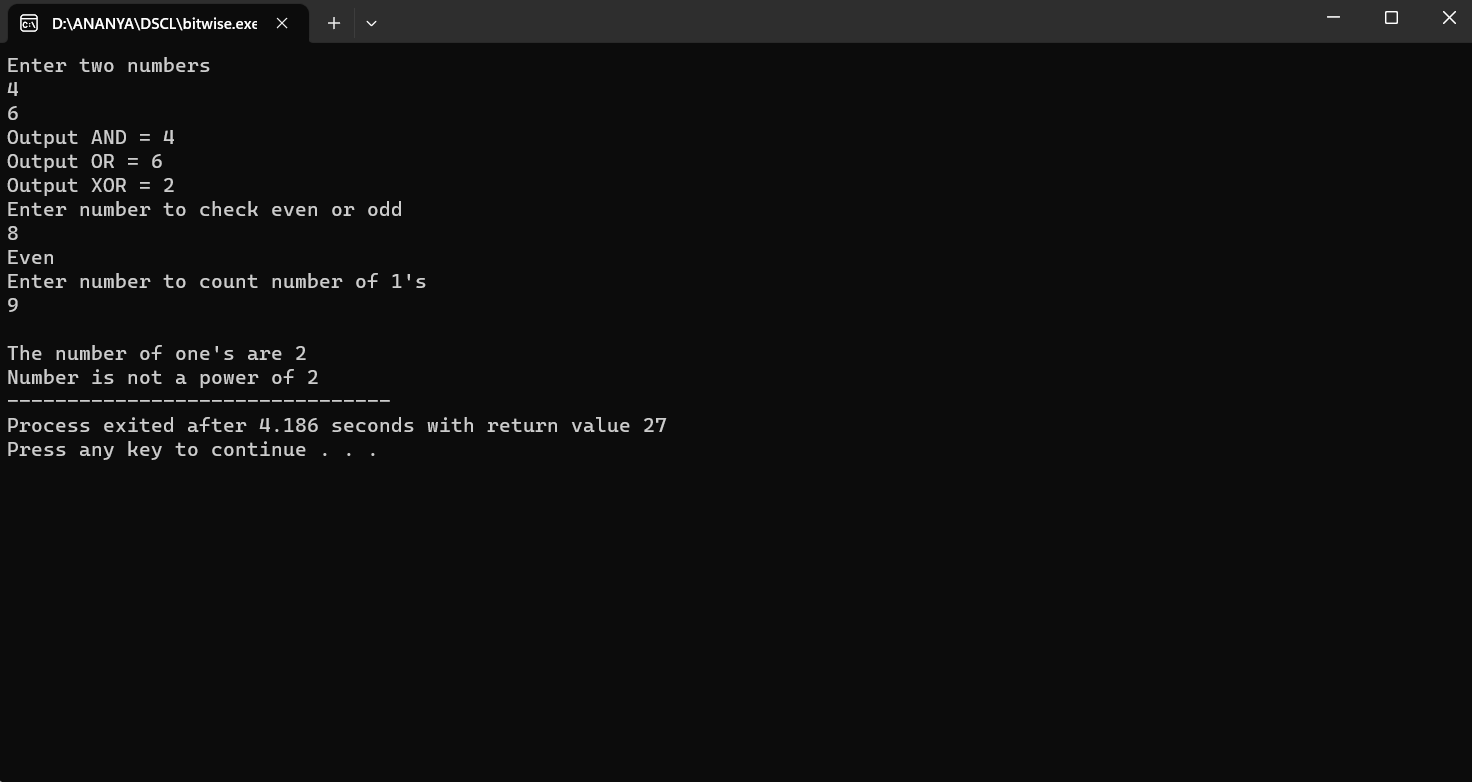 D:\ANANYA\DSCL\bitwise.exe
Enter two numbers
4
6
Output AND = 4
Output OR = 6
Output XOR = 2
Enter number to check even or odd
8
Even
Enter number to count number of 1's
9
The number of one's are 2
Number is not a power of 2
--------------------------------
Process exited after 4.186 seconds with return value 27
Press any key to continue . . .